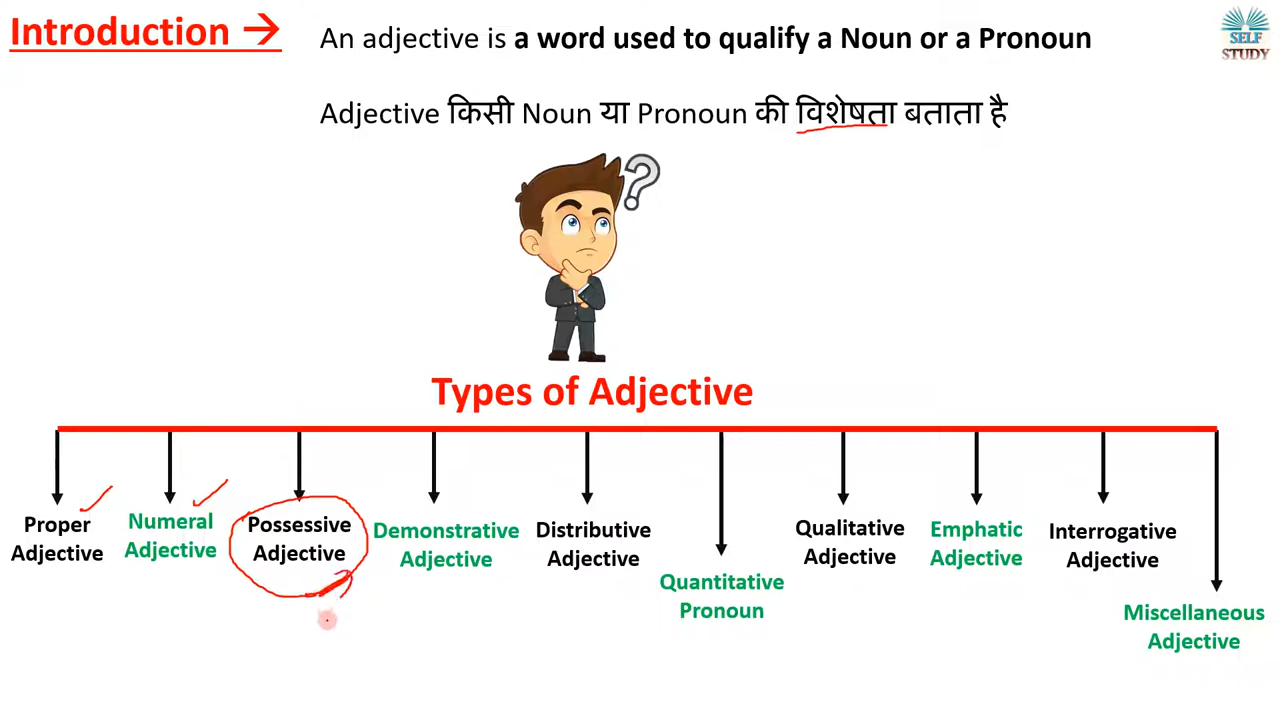 Introduction →
An adjective is a word used to qualify a Noun or a Pronoun
SELF
STUDY
Adjective किसी Noun या Pronoun की विशेषता बताता है
?
Types of Adjective
Proper
Adjective
Numeral
Adjective
Possessive
Adjective
Demonstrative
Adjective
Distributive
Adjective
Quantitative
Pronoun
Qualitative
Adjective
Emphatic
Adjective
Interrogative
Adjective
Miscellaneous
Adjective